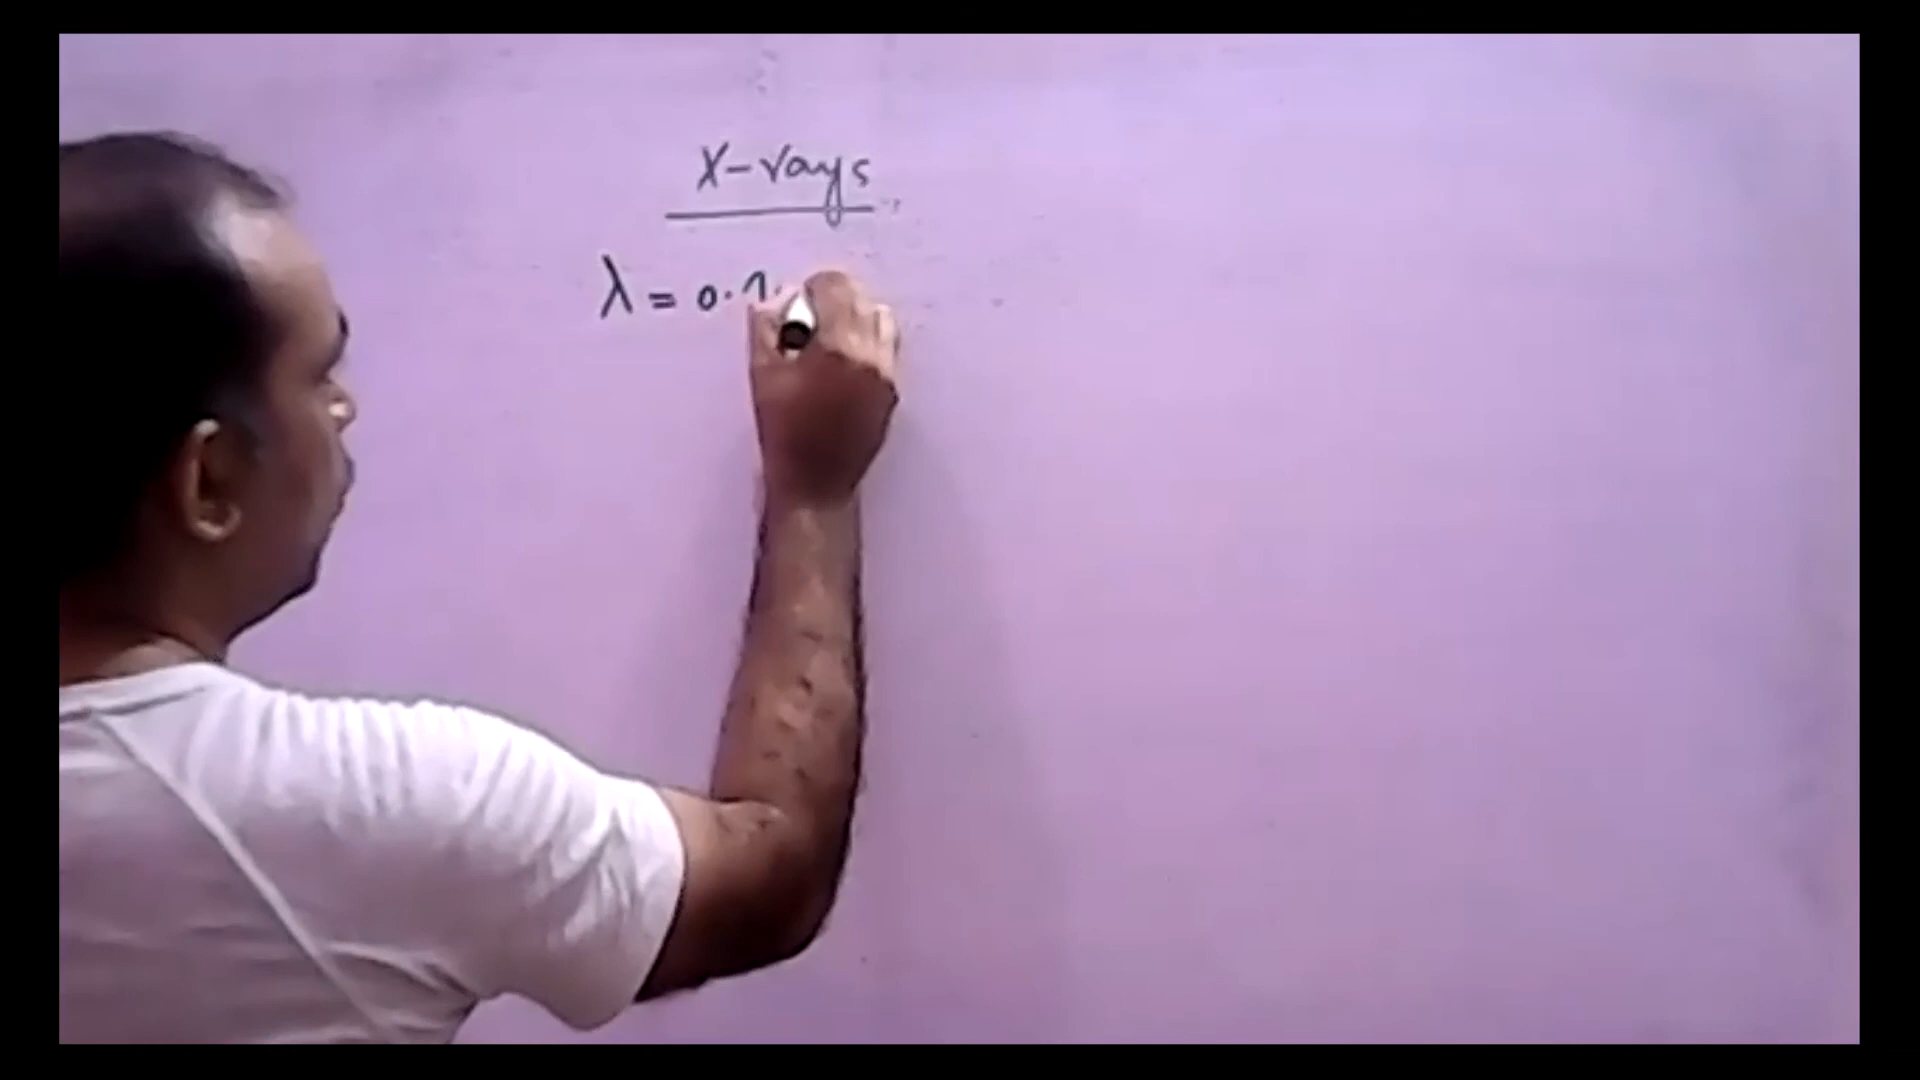 X-rays
λ = 0.1